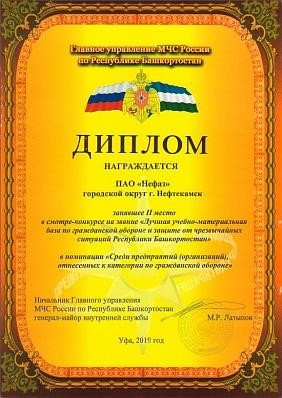 Главное управление МЧС России
по Республике Башкортостан
ДИПЛОМ
НАГРАЖДАЕТСЯ
ПАО «Нефаз»
городской округ г. Нефтекамск
занявшее II место
в смотре-конкурсе на звание «Лучшая учебно-материальная
база по гражданской обороне и защите от чрезвычайных
ситуаций Республики Башкортостан»
в номинации «Среди предприятий (организаций),
отнесенных к категории по гражданской обороне»
Начальник Главного управления
МЧС России по Республике Башкортостан
генерал-майор внутренней службы
М.Р. Латыпов
Уфа, 2019 год